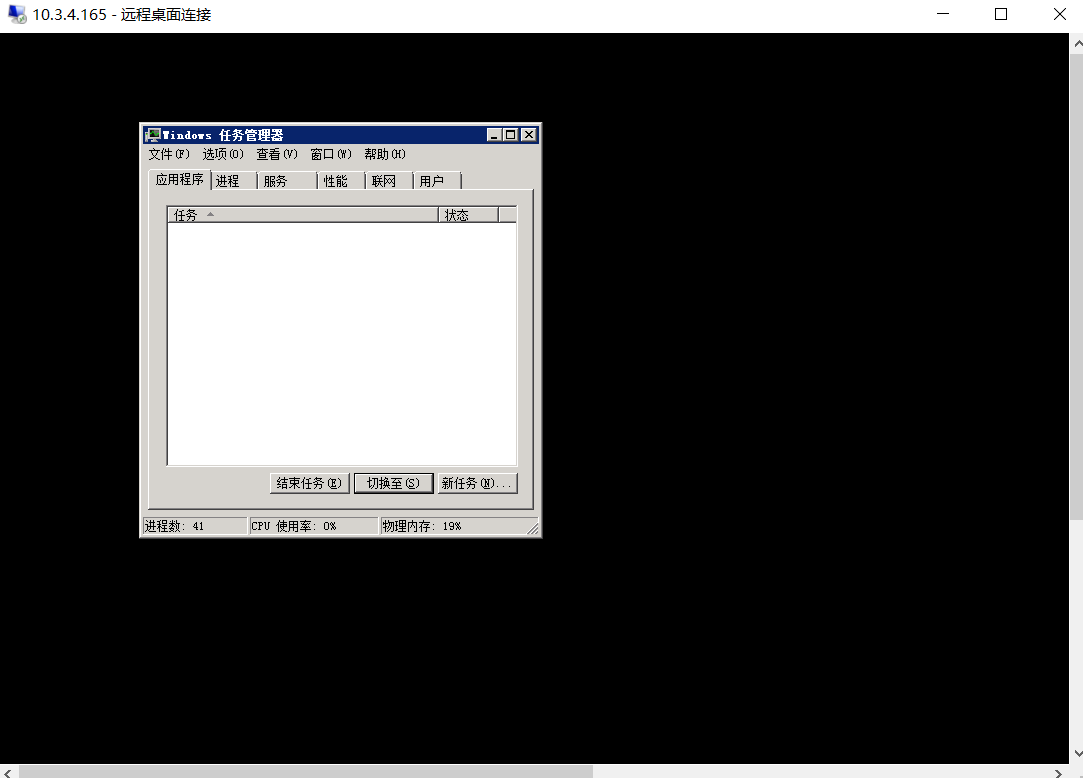 10.3.4.165 - 远程桌面连接
Windows 任务管理器
文件(F) 选项(O) 查看(V) 窗口(W) 帮助(H)
应用程序 进程 服务 性能 联网 用户
任务 状态
结束任务(E) 切换至(S) 新任务(N)...
进程数: 41 CPU 使用率: 0% 物理内存: 19%